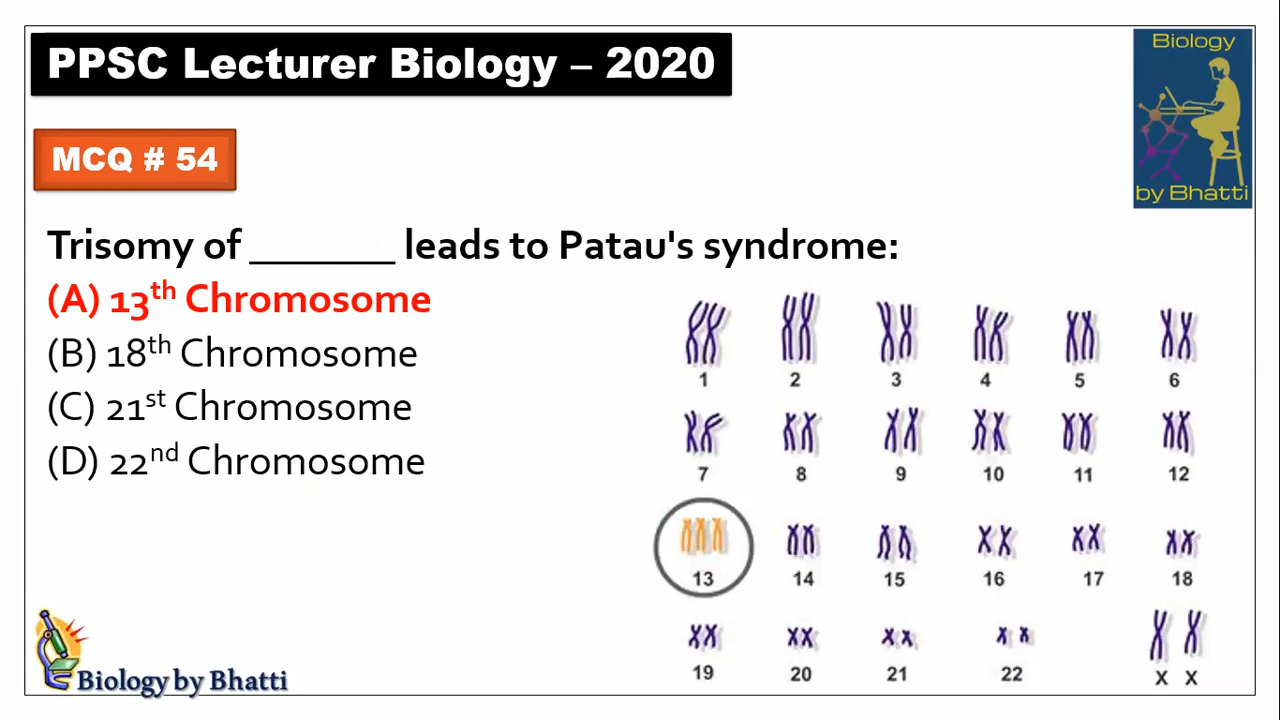 PPSC Lecturer Biology – 2020
Biology
by Bhatti
MCQ # 54
Trisomy of _______ leads to Patau's syndrome:
(A) 13th Chromosome
(B) 18th Chromosome
(C) 21st Chromosome
(D) 22nd Chromosome
1 2 3 4 5 6
7 8 9 10 11 12
13 14 15 16 17 18
19 20 21 22 X X
Biology by Bhatti